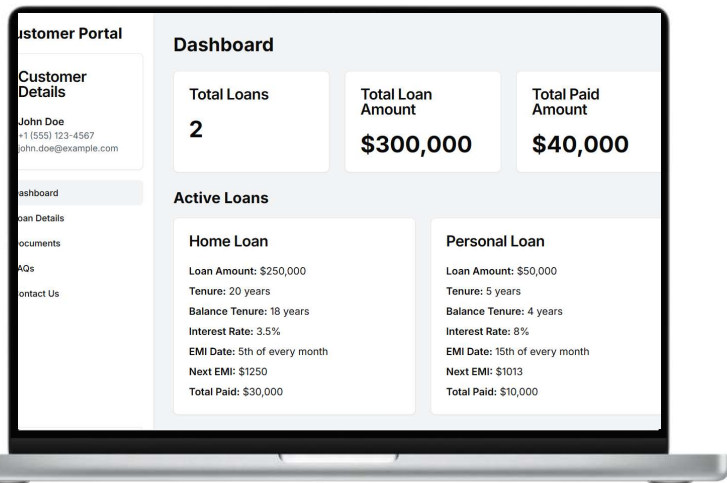 ustomer Portal
Customer
Details
John Doe
+1 (555) 123-4567
john.doe@example.com
ashboard
oan Details
ocuments
AQs
ontact Us
Dashboard
Total Loans
2
Total Loan
Amount
$300,000
Total Paid
Amount
$40,000
Active Loans
Home Loan
Loan Amount: $250,000
Tenure: 20 years
Balance Tenure: 18 years
Interest Rate: 3.5%
EMI Date: 5th of every month
Next EMI: $1250
Total Paid: $30,000
Personal Loan
Loan Amount: $50,000
Tenure: 5 years
Balance Tenure: 4 years
Interest Rate: 8%
EMI Date: 15th of every month
Next EMI: $1013
Total Paid: $10,000